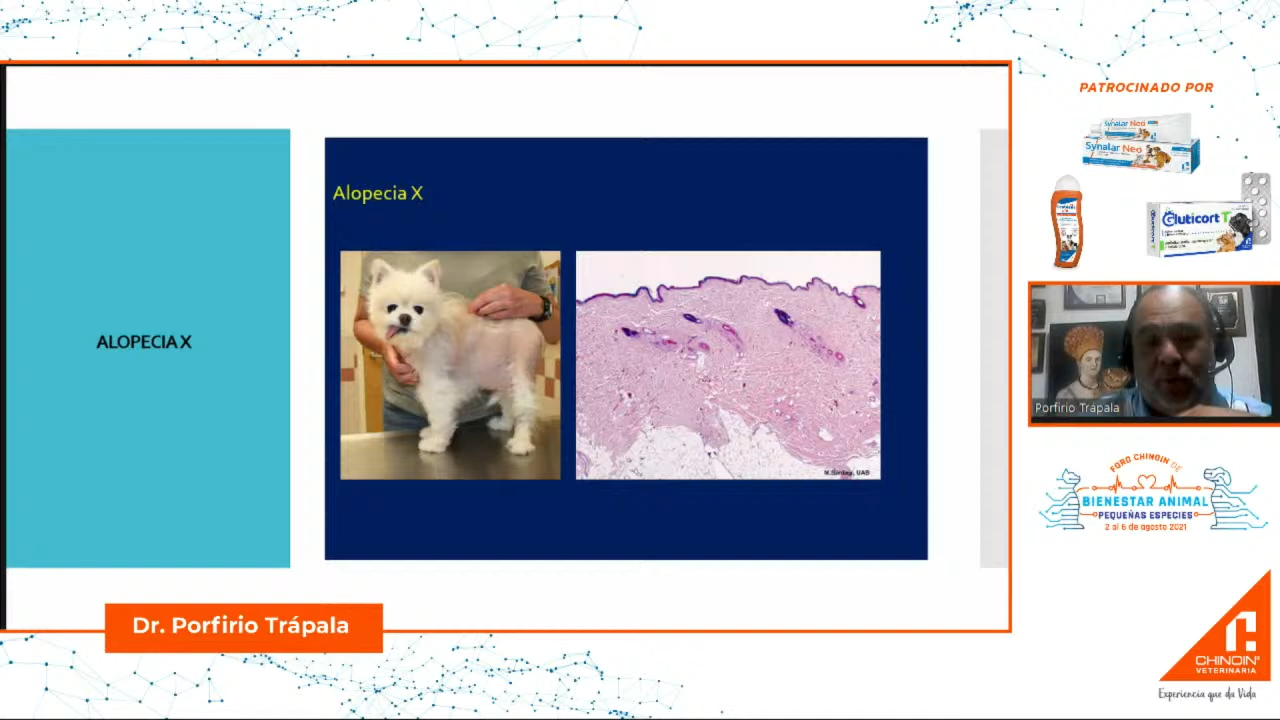 PATROCINADO POR
Synalar Neo
Synalar Neo
Gluticort T
Alopecia X
ALOPECIA X
Porfirio Trápala
FORO CHINOIN DE
BIENESTAR ANIMAL
PEQUEÑAS ESPECIES
2 al 6 de agosto 2021
Dr. Porfirio Trápala
CHINOIN
VETERINARIA
Experiencia que da Vida